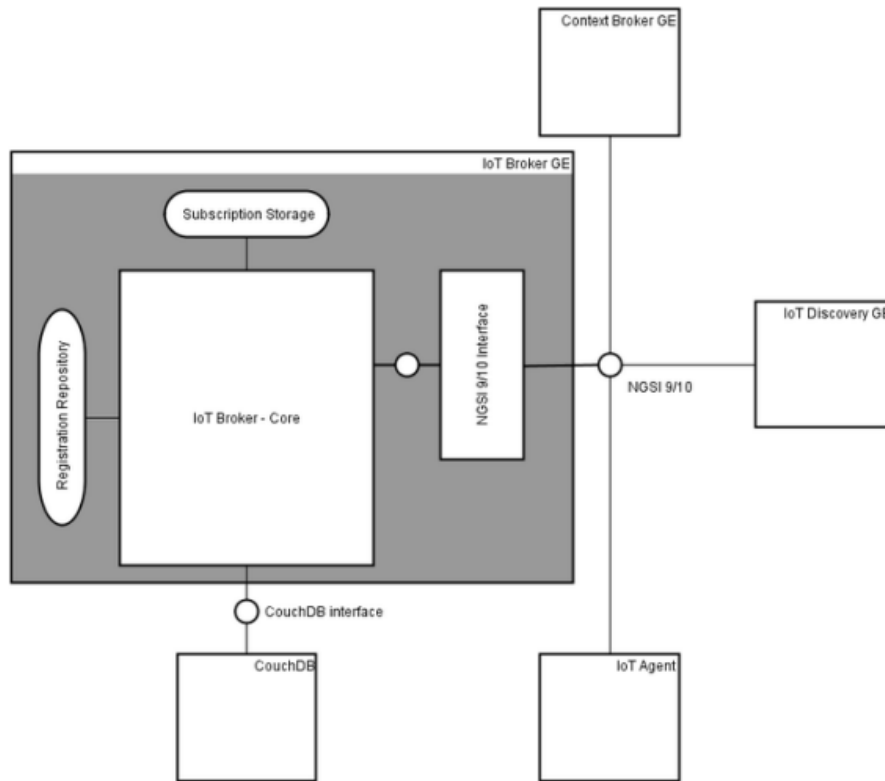 Context Broker GE
IoT Broker GE
Subscription Storage
Registration Repository
IoT Broker - Core
NGSI 9/10 Interface
IoT Discovery GE
NGSI 9/10
CouchDB interface
CouchDB
IoT Agent